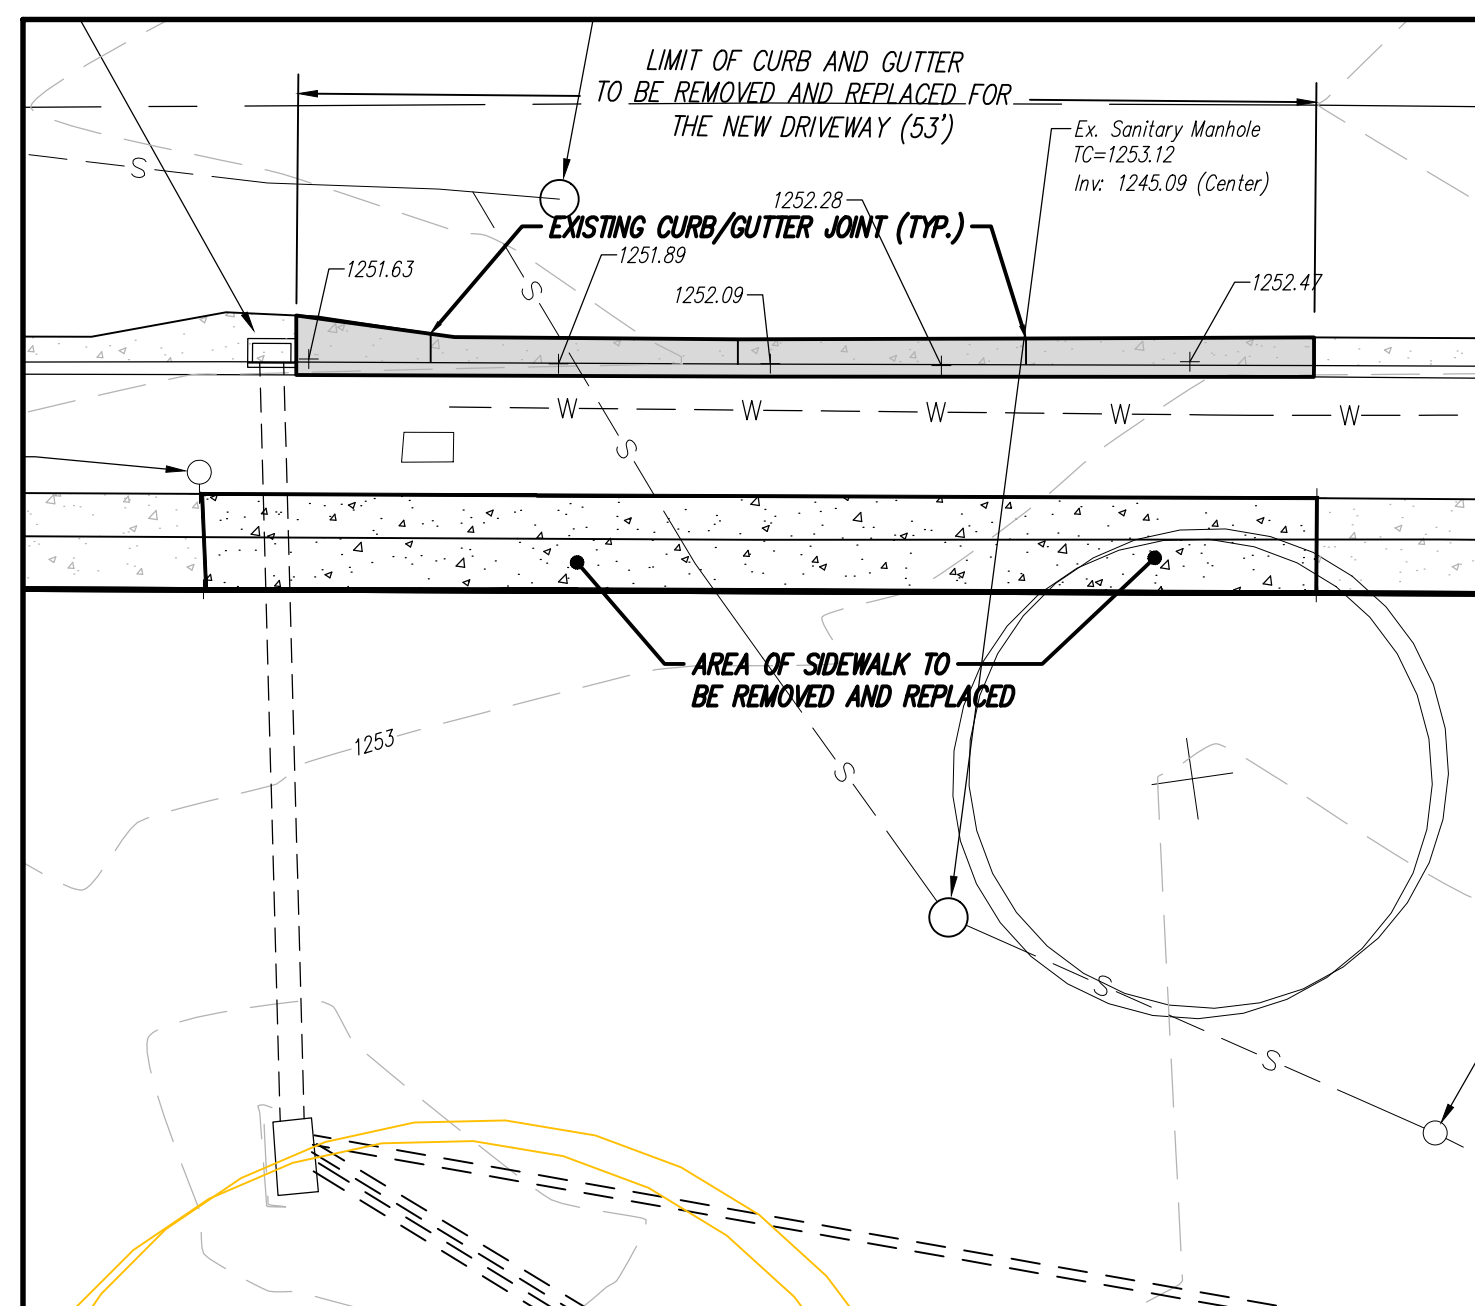 LIMIT OF CURB AND GUTTER
TO BE REMOVED AND REPLACED FOR
THE NEW DRIVEWAY (53')
Ex. Sanitary Manhole
TC=1253.12
Inv: 1245.09 (Center)
S
1252.28
EXISTING CURB/GUTTER JOINT (TYP.)
1251.89
1251.63
1252.47
S
1252.09
W
W
W
W
W
S
AREA OF SIDEWALK TO
BE REMOVED AND REPLACED
1253
S
S
S